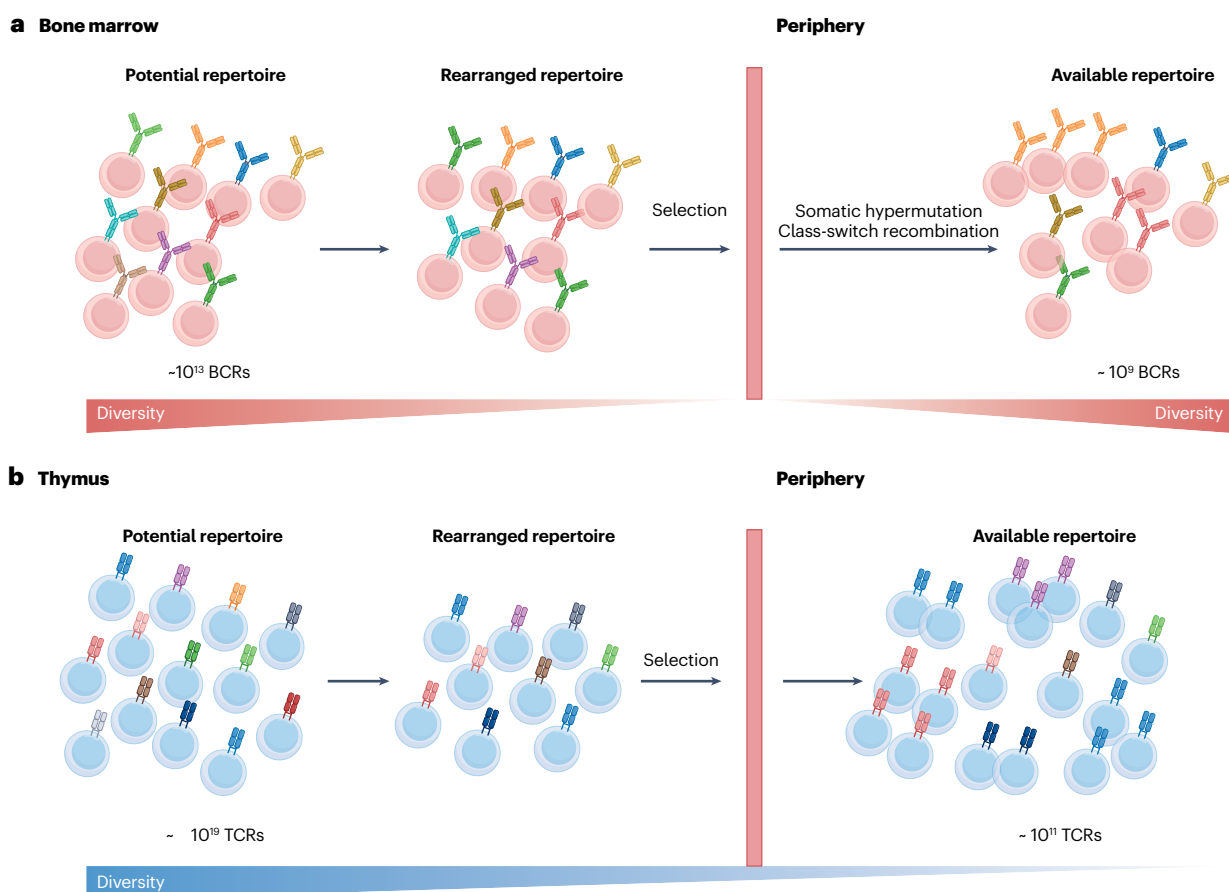 a Bone marrow
Periphery
Potential repertoire
Rearranged repertoire
Available repertoire
Selection
Somatic hypermutation
Class-switch recombination
~10¹³ BCRs
~ 10⁹ BCRs
Diversity
Diversity
b Thymus
Periphery
Potential repertoire
Rearranged repertoire
Available repertoire
Selection
~ 10¹⁹ TCRs
~ 10¹¹ TCRs
Diversity